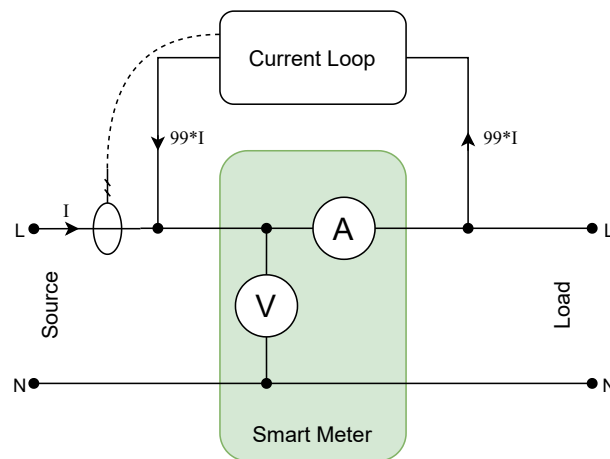 Current Loop
99*I
99*I
I
L
A
L
Source
V
Load
N
N
Smart Meter